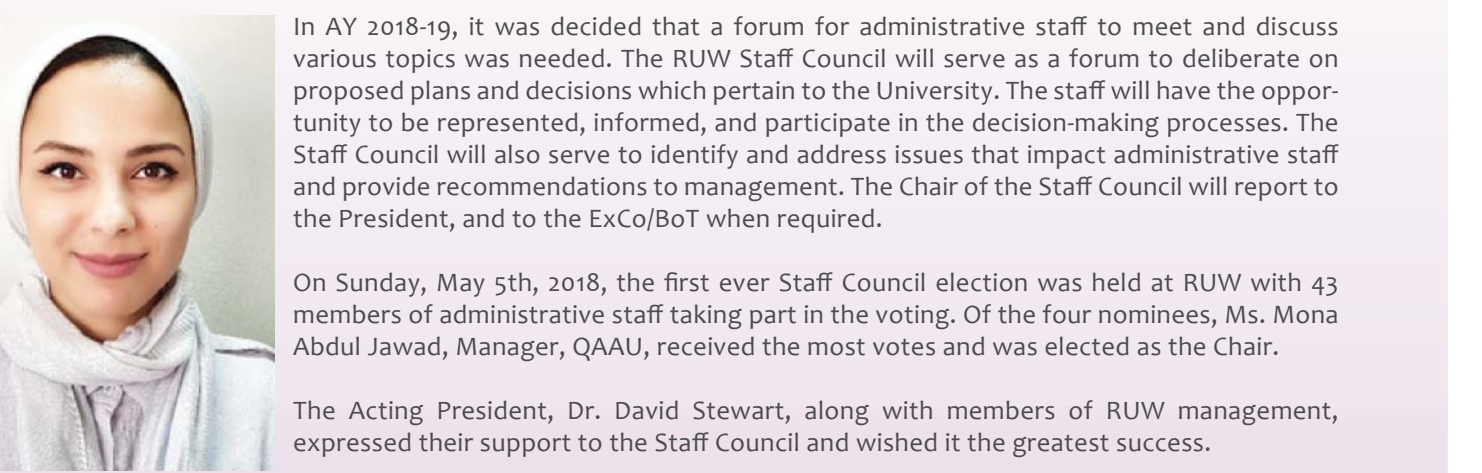 In AY 2018-19, it was decided that a forum for administrative staff to meet and discuss
various topics was needed. The RUW Staff Council will serve as a forum to deliberate on
proposed plans and decisions which pertain to the University. The staff will have the oppor-
tunity to be represented, informed, and participate in the decision-making processes. The
Staff Council will also serve to identify and address issues that impact administrative staff
and provide recommendations to management. The Chair of the Staff Council will report to
the President, and to the ExCo/BoT when required.
On Sunday, May 5th, 2018, the first ever Staff Council election was held at RUW with 43
members of administrative staff taking part in the voting. Of the four nominees, Ms. Mona
Abdul Jawad, Manager, QAAU, received the most votes and was elected as the Chair.
The Acting President, Dr. David Stewart, along with members of RUW management,
expressed their support to the Staff Council and wished it the greatest success.